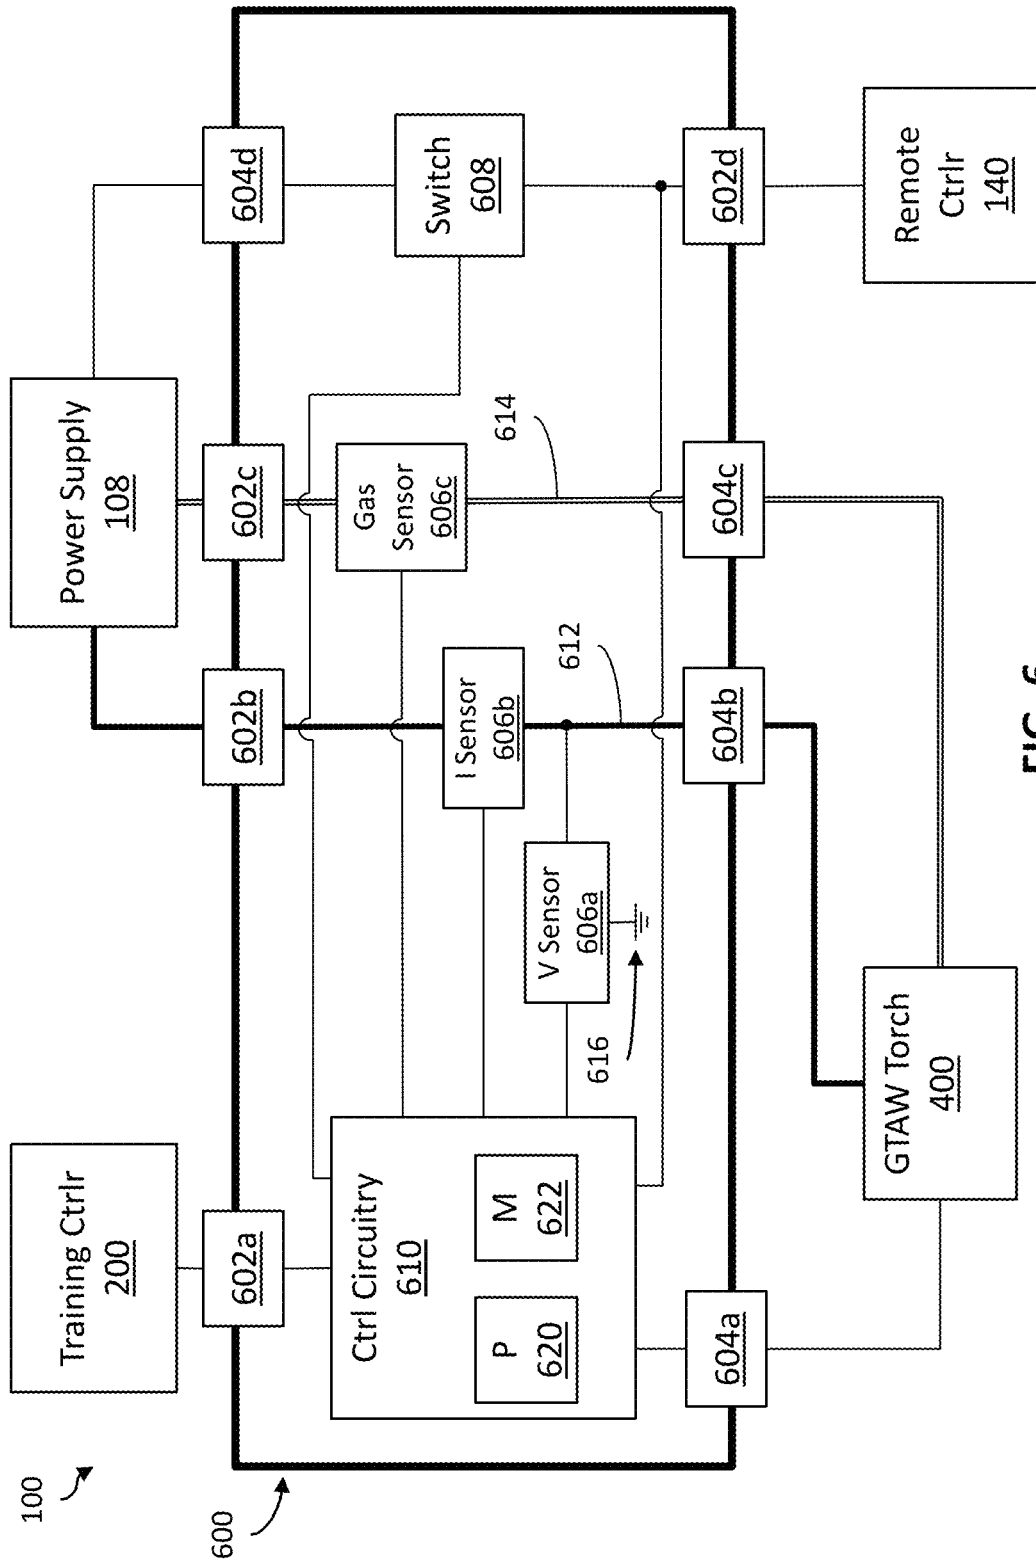 100
Training Ctrlr
200
Power Supply
108
600
602a
602b
602c
604d
Ctrl Circuitry
610
P
620
M
622
Gas
Sensor
606c
Switch
608
I Sensor
606b
V Sensor
606a
614
612
616
604a
604b
604c
602d
GTAW Torch
400
Remote
Ctrlr
140
FIG. 6